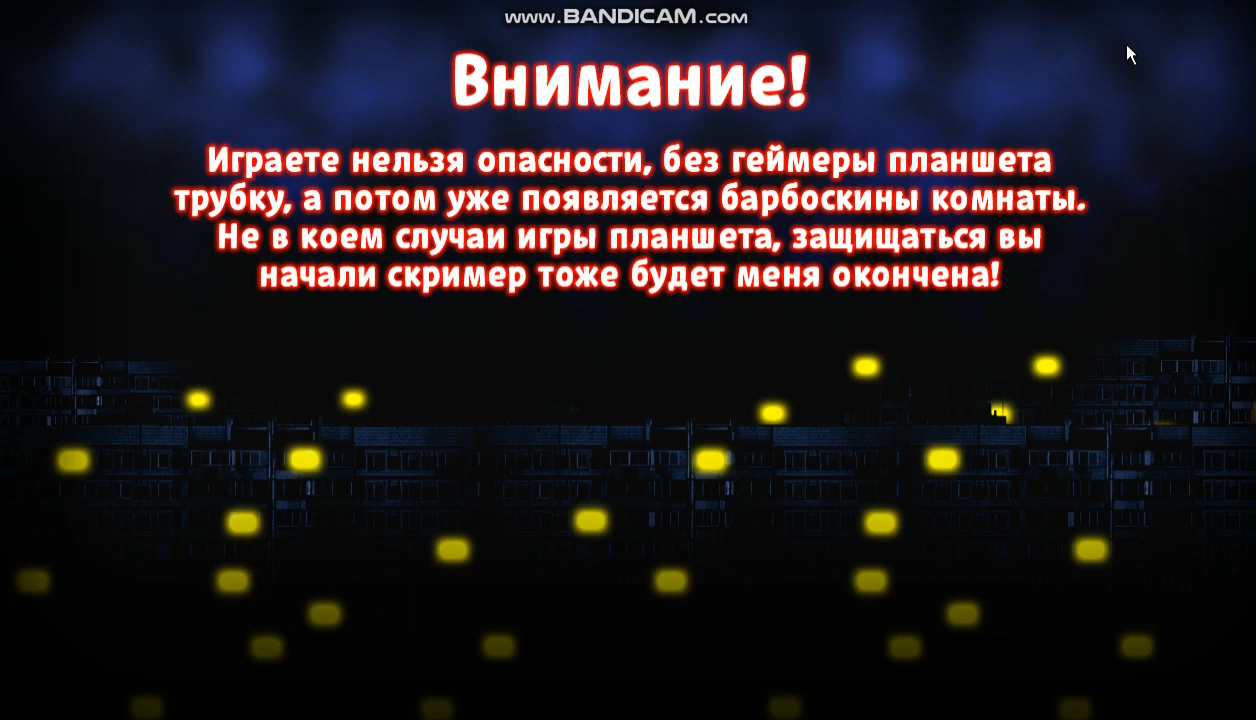 www.BANDICAM.com
Внимание!
Играете нельзя опасности, без геймеры планшета
трубку, а потом уже появляется барбоскины комнаты.
Не в коем случаи игры планшета, защищаться вы
начали скример тоже будет меня окончена!